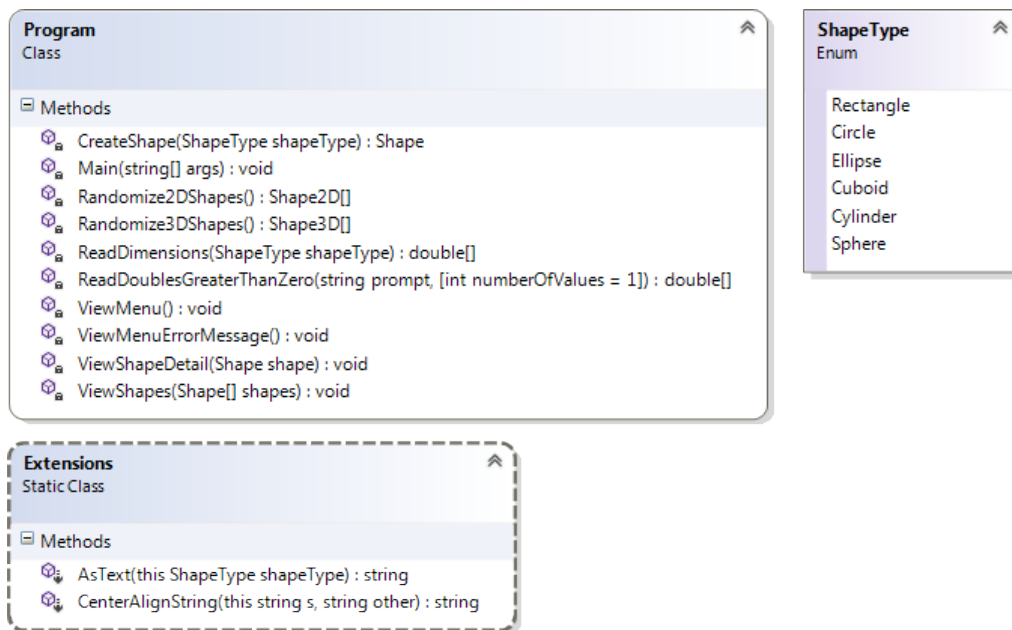 Program
Class
Methods
CreateShape(ShapeType shapeType) : Shape
Main(string[] args) : void
Randomize2DShapes() : Shape2D[]
Randomize3DShapes() : Shape3D[]
ReadDimensions(ShapeType shapeType) : double[]
ReadDoublesGreaterThanZero(string prompt, [int numberOfValues = 1]) : double[]
ViewMenu() : void
ViewMenuErrorMessage() : void
ViewShapeDetail(Shape shape) : void
ViewShapes(Shape[] shapes) : void
ShapeType
Enum
Rectangle
Circle
Ellipse
Cuboid
Cylinder
Sphere
Extensions
Static Class
Methods
AsText(this ShapeType shapeType) : string
CenterAlignString(this string s, string other) : string